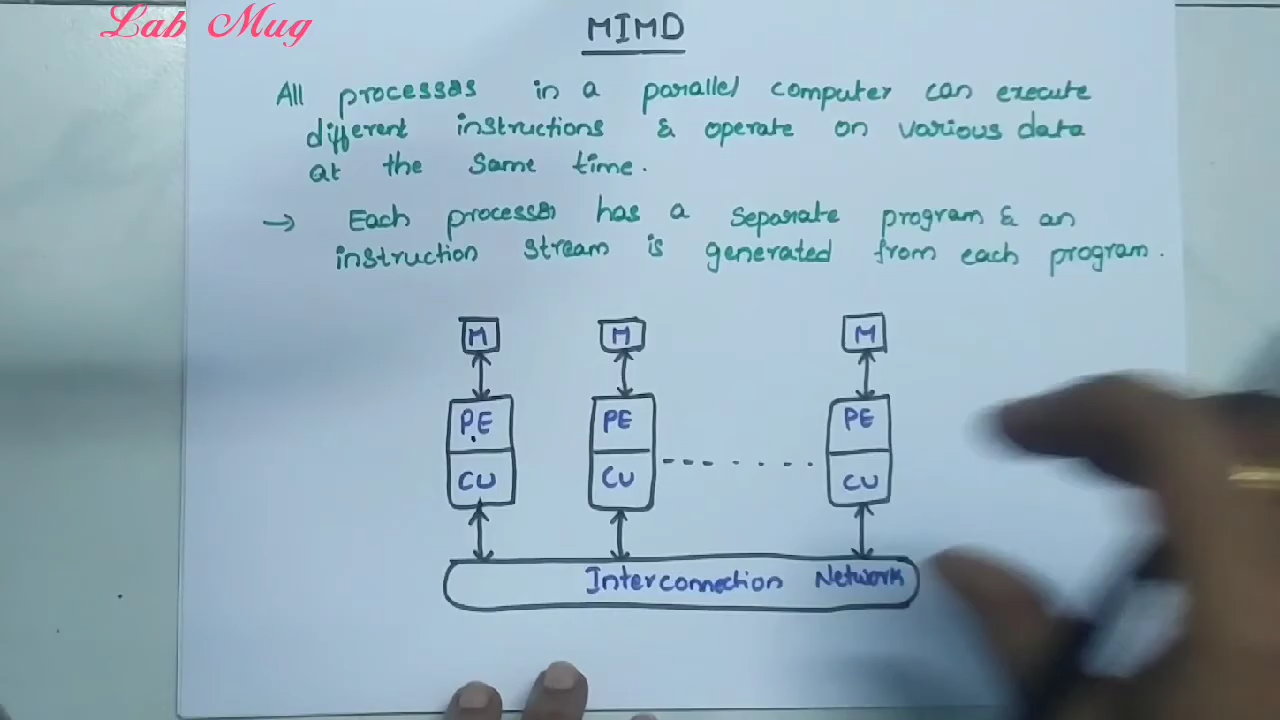 Lab Mug
MIMD
All processors in a parallel computer can execute
different instructions & operate on various data
at the same time.
→ Each processor has a separate program & an
instruction stream is generated from each program.
M M M
P.E PE PE
CU CU CU
Interconnection Network